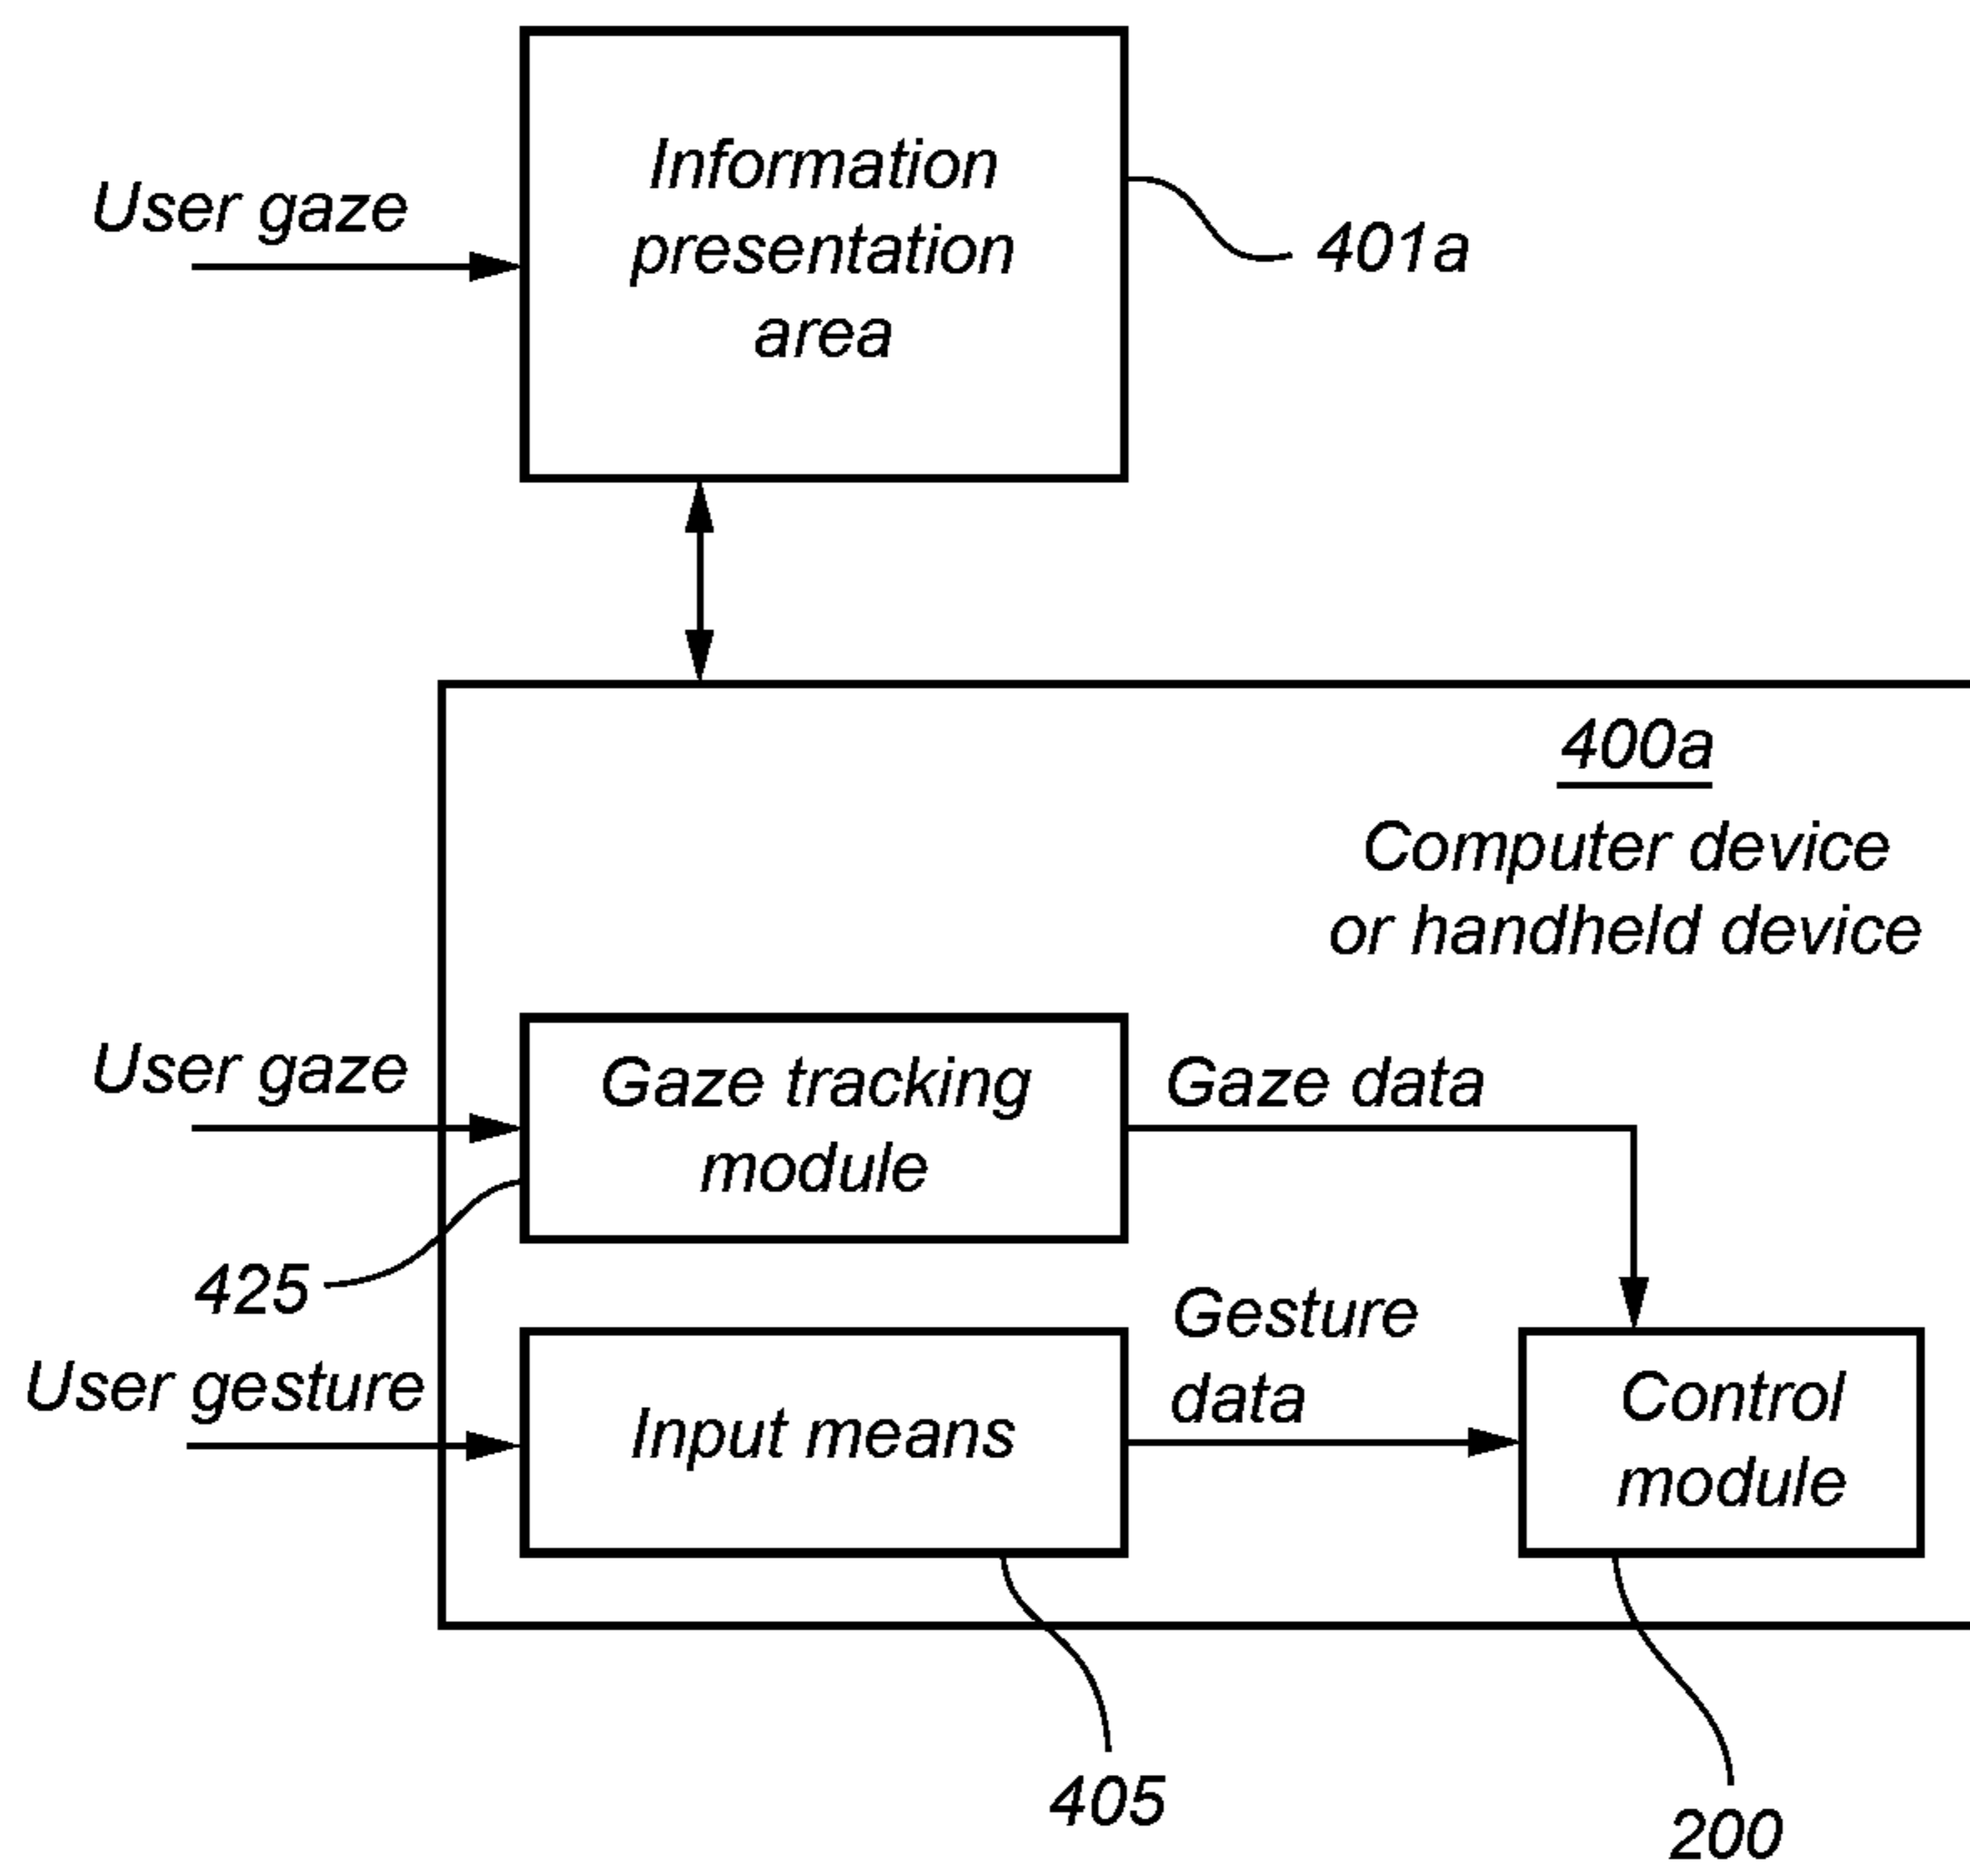 Information
presentation
area
User gaze
401a
400a
Computer device
or handheld device
User gaze
Gaze tracking
module
Gaze data
425
User gesture
Input means
Gesture
data
Control
module
405
200